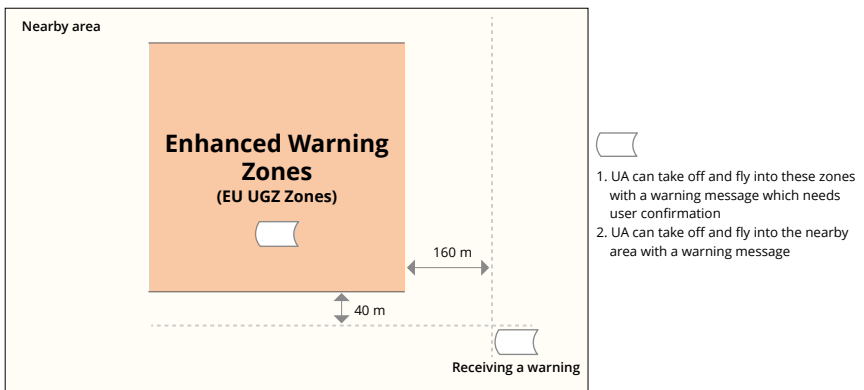 Nearby area
Enhanced Warning
Zones
(EU UGZ Zones)
160 m
40 m
Receiving a warning
1. UA can take off and fly into these zones
with a warning message which needs
user confirmation
2. UA can take off and fly into the nearby
area with a warning message